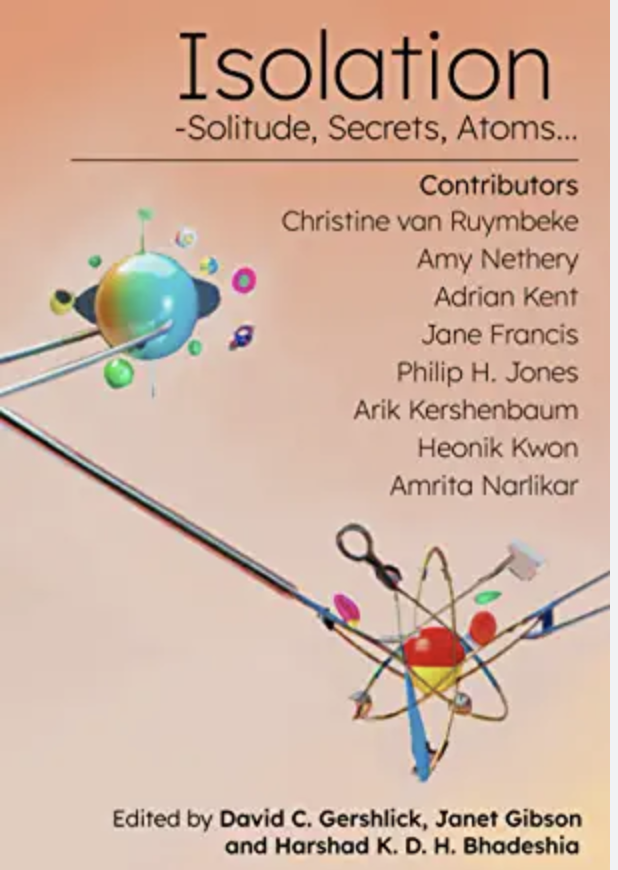 Isolation
-Solitude, Secrets, Atoms...
Contributors
Christine van Ruymbeke
Amy Nethery
Adrian Kent
Jane Francis
Philip H. Jones
Arik Kershenbaum
Heonik Kwon
Amrita Narlikar
Edited by David C. Gershlick, Janet Gibson
and Harshad K. D. H. Bhadeshia